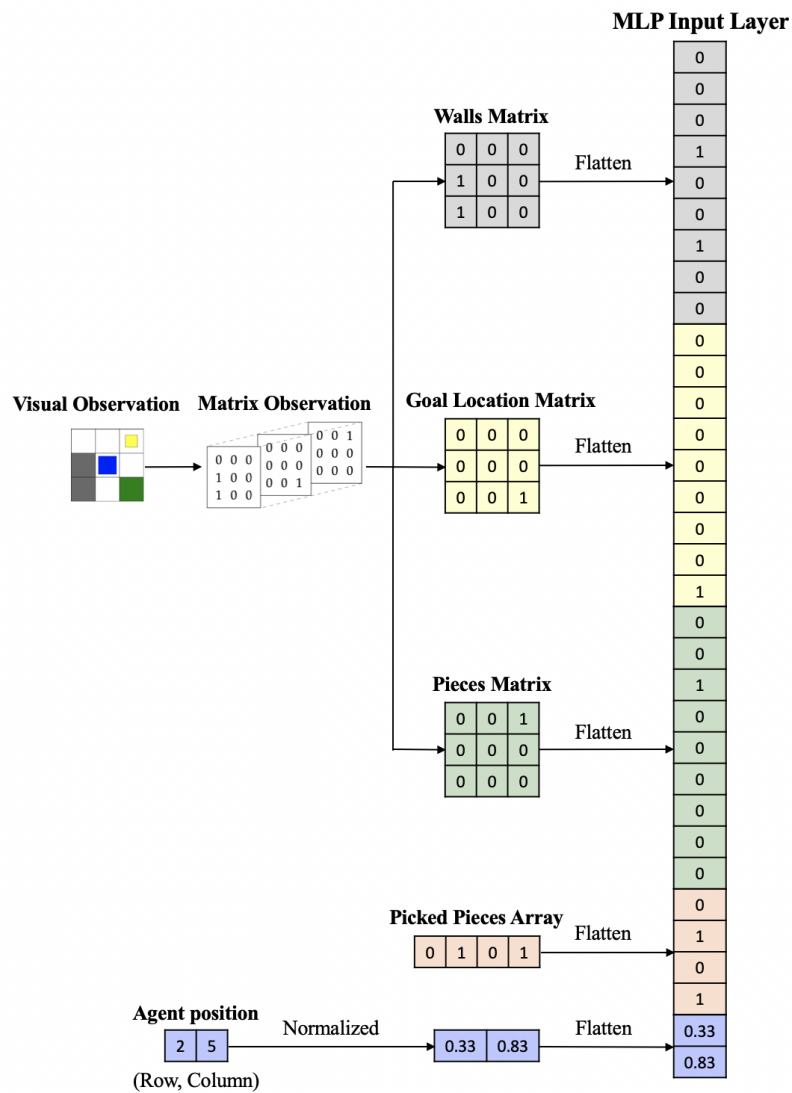 MLP Input Layer
0
0
0
1
0
0
1
0
0
0
0
0
0
0
0
0
0
1
0
0
1
0
0
0
0
0
0
0
1
0
1
0.33
0.83
Walls Matrix
0 0 0
1 0 0
1 0 0
Flatten
Visual Observation
Matrix Observation
0 0 0
1 0 0
1 0 0
0 0 0
0 0 0
0 0 1
0 0 1
0 0 0
0 0 0
Goal Location Matrix
0 0 0
0 0 0
0 0 1
Flatten
Pieces Matrix
0 0 1
0 0 0
0 0 0
Flatten
Picked Pieces Array
0 1 0 1
Flatten
Agent position
2 5
(Row, Column)
Normalized
0.33 0.83
Flatten